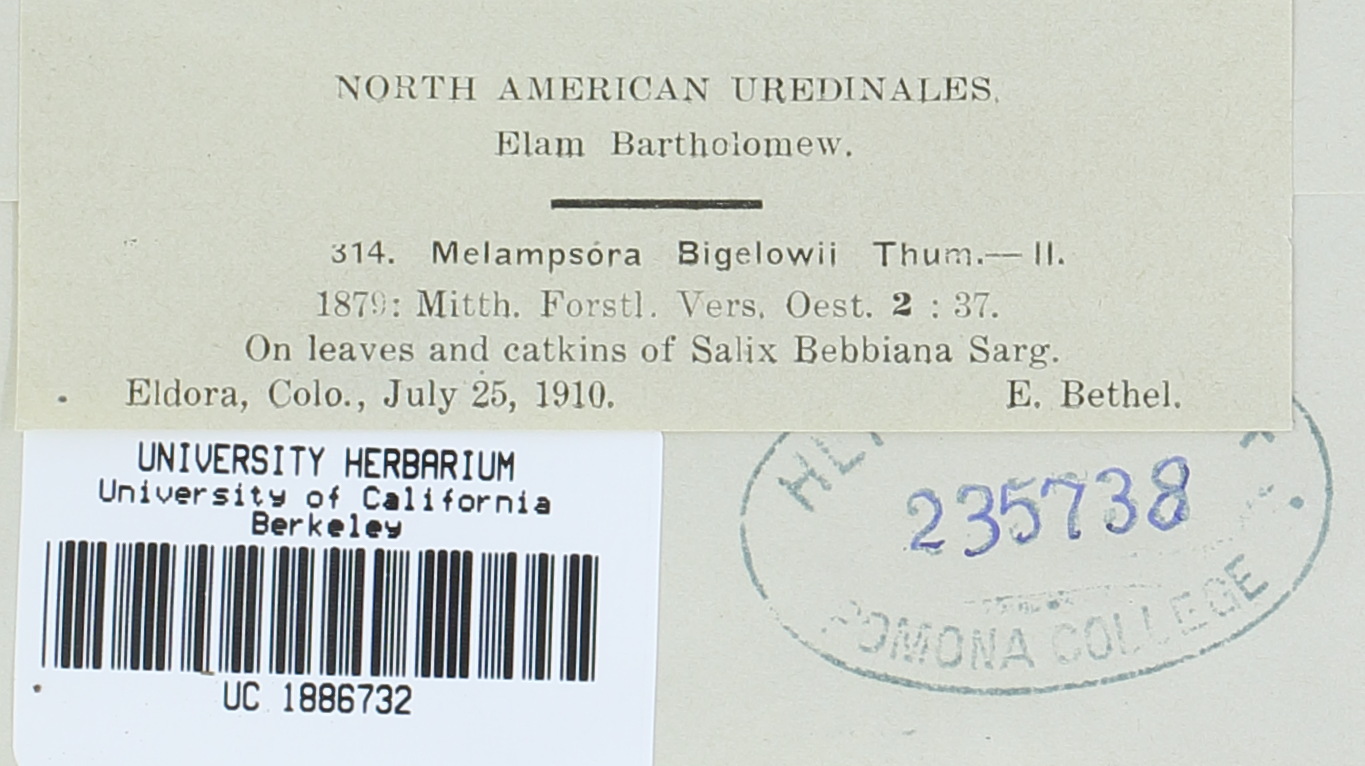 NORTH AMERICAN UREDINALES.
Elam Bartholomew.
314. Melampsora Bigelowii Thum.— II.
1879: Mitth. Forstl. Vers. Oest. 2 : 37.
On leaves and catkins of Salix Bebbiana Sarg.
Eldora, Colo., July 25, 1910. E. Bethel.
UNIVERSITY HERBARIUM
University of California
Berkeley
UC 1886732
235738
POMONA COLLEGE